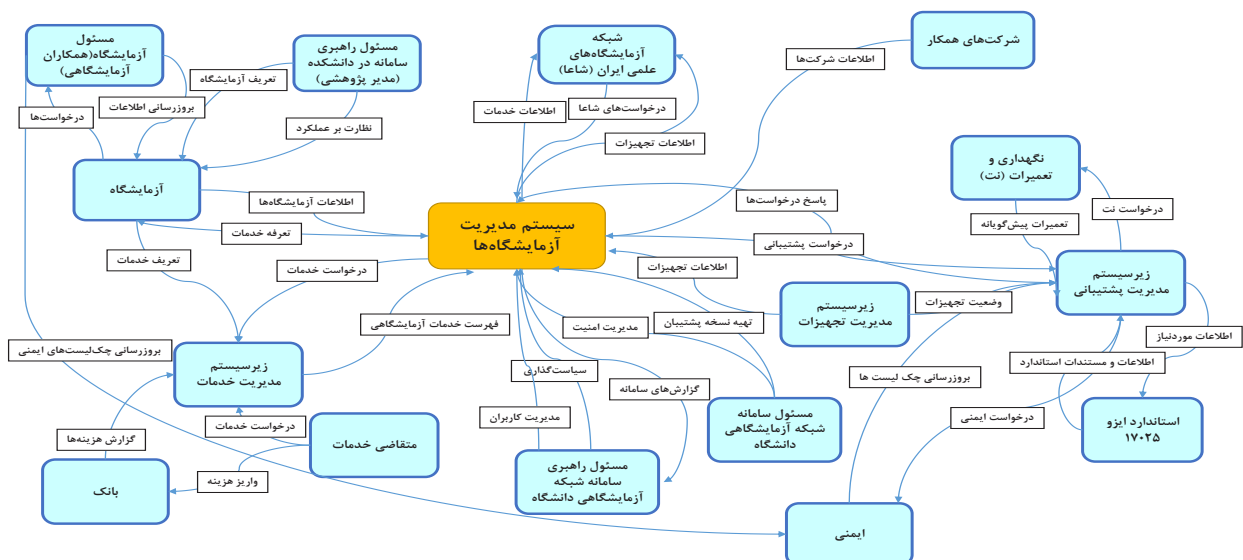 مسئول
آزمایشگاه(همکاران
آزمایشگاهی)
مسئول راهبری
سامانه در دانشکده
(مدیر پژوهشی)
شبکه
آزمایشگاه‌های
علمی ایران (شاعا)
شرکت‌های همکار
اطلاعات شرکت‌ها
تعریف آزمایشگاه
بروزرسانی اطلاعات
درخواست‌ها
نظارت بر عملکرد
اطلاعات خدمات
درخواست‌های شاعا
اطلاعات تجهیزات
نگهداری و
تعمیرات (نت)
آزمایشگاه
اطلاعات آزمایشگاه‌ها
تعرفه خدمات
سیستم مدیریت
آزمایشگاه‌ها
پاسخ درخواست‌ها
درخواست پشتیبانی
درخواست نت
تعمیرات پیش‌گویانه
تعریف خدمات
درخواست خدمات
اطلاعات تجهیزات
زیرسیستم
مدیریت تجهیزات
وضعیت تجهیزات
زیرسیستم
مدیریت پشتیبانی
فهرست خدمات آزمایشگاهی
مدیریت امنیت
تهیه نسخه پشتیبان
اطلاعات موردنیاز
بروزرسانی چک‌لیست‌های ایمنی
زیرسیستم
مدیریت خدمات
سیاست‌گذاری
گزارش‌های سامانه
بروزرسانی چک لیست ها
اطلاعات و مستندات استاندارد
مدیریت کاربران
مسئول سامانه
شبکه آزمایشگاهی
دانشگاه
درخواست ایمنی
استاندارد ایزو
۱۷۰۲۵
گزارش هزینه‌ها
درخواست خدمات
متقاضی خدمات
واریز هزینه
بانک
مسئول راهبری
سامانه شبکه
آزمایشگاهی دانشگاه
ایمنی